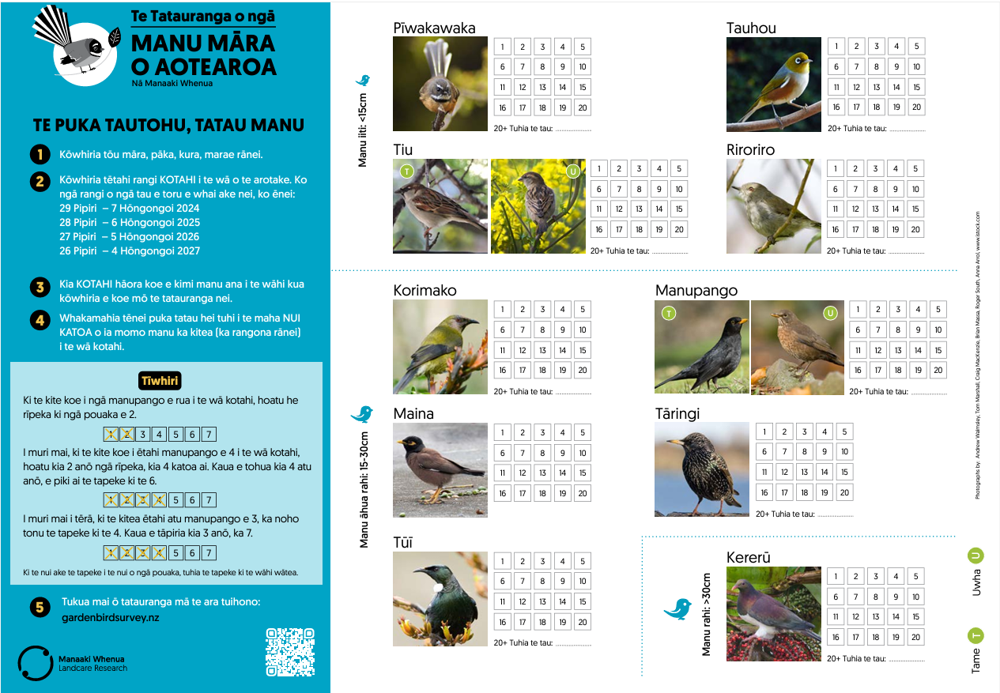 Te Tatauranga o ngā
MANU MĀRA
O AOTEAROA
Nā Manaaki Whenua
TE PUKA TAUTOHU, TATAU MANU
1 Kōwhiria tōu māra, pāka, kura, marae rānei.
2 Kōwhiria tētahi rangi KOTAHI i te wā o te arotake. Ko
ngā rangi o ngā tau e toru e whai ake nei, ko ēnei:
29 Pipiri – 7 Hōngongoi 2024
28 Pipiri – 6 Hōngongoi 2025
27 Pipiri – 5 Hōngongoi 2026
26 Pipiri – 4 Hōngongoi 2027
3 Kia KOTAHI hāora koe e kimi manu ana i te wāhi kua
kōwhiria e koe mō te tatauranga nei.
4 Whakamahia tēnei puka tatau hei tuhi i te maha NUI
KATOA o ia momo manu ka kitea (ka rangona rānei)
i te wā kotahi.
Tīwhiri
Ki te kite koe i ngā manupango e rua i te wā kotahi, hoatu he
rīpeka ki ngā pouaka e 2.
1 2 3 4 5 6 7
I muri mai, ki te kite koe i ētahi manupango e 4 i te wā kotahi,
hoatu kia 2 anō ngā rīpeka, kia 4 katoa ai. Kaua e tohua kia 4 atu
anō, e piki ai te tapeke ki te 6.
1 2 3 4 5 6 7
I muri mai i tērā, ki te kitea ētahi atu manupango e 3, ka noho
tonu te tapeke ki te 4. Kaua e tāpiria kia 3 anō, ka 7.
1 2 3 4 5 6 7
Ki te nui ake te tapeke i te nui o ngā pouaka, tuhia te tapeke ki te wāhi wātea.
5 Tukua mai ō tatauranga mā te ara tuihono:
gardenbirdsurvey.nz
Manaaki Whenua
Landcare Research
Manu iiti: <15cm
Pīwakawaka
1 2 3 4 5
6 7 8 9 10
11 12 13 14 15
16 17 18 19 20
20+ Tuhia te tau: ................
Tauhou
1 2 3 4 5
6 7 8 9 10
11 12 13 14 15
16 17 18 19 20
20+ Tuhia te tau: ................
Tiu
T U
1 2 3 4 5
6 7 8 9 10
11 12 13 14 15
16 17 18 19 20
20+ Tuhia te tau: ................
Riroriro
1 2 3 4 5
6 7 8 9 10
11 12 13 14 15
16 17 18 19 20
20+ Tuhia te tau: ................
Manu āhua rahi: 15-30cm
Korimako
1 2 3 4 5
6 7 8 9 10
11 12 13 14 15
16 17 18 19 20
20+ Tuhia te tau: ................
Manupango
T U
1 2 3 4 5
6 7 8 9 10
11 12 13 14 15
16 17 18 19 20
20+ Tuhia te tau: ................
Maina
1 2 3 4 5
6 7 8 9 10
11 12 13 14 15
16 17 18 19 20
Tāringi
1 2 3 4 5
6 7 8 9 10
11 12 13 14 15
16 17 18 19 20
20+ Tuhia te tau: ................
Tūī
1 2 3 4 5
6 7 8 9 10
11 12 13 14 15
16 17 18 19 20
20+ Tuhia te tau: ................
Manu rahi: >30cm
Kererū
1 2 3 4 5
6 7 8 9 10
11 12 13 14 15
16 17 18 19 20
20+ Tuhia te tau: ................
Photographs by: Andrew Walmsley, Tom Marshall, Craig MacKenzie, Brian Massa, Roger South, Anna Arrol, www.istock.com
Tame T Uwha U